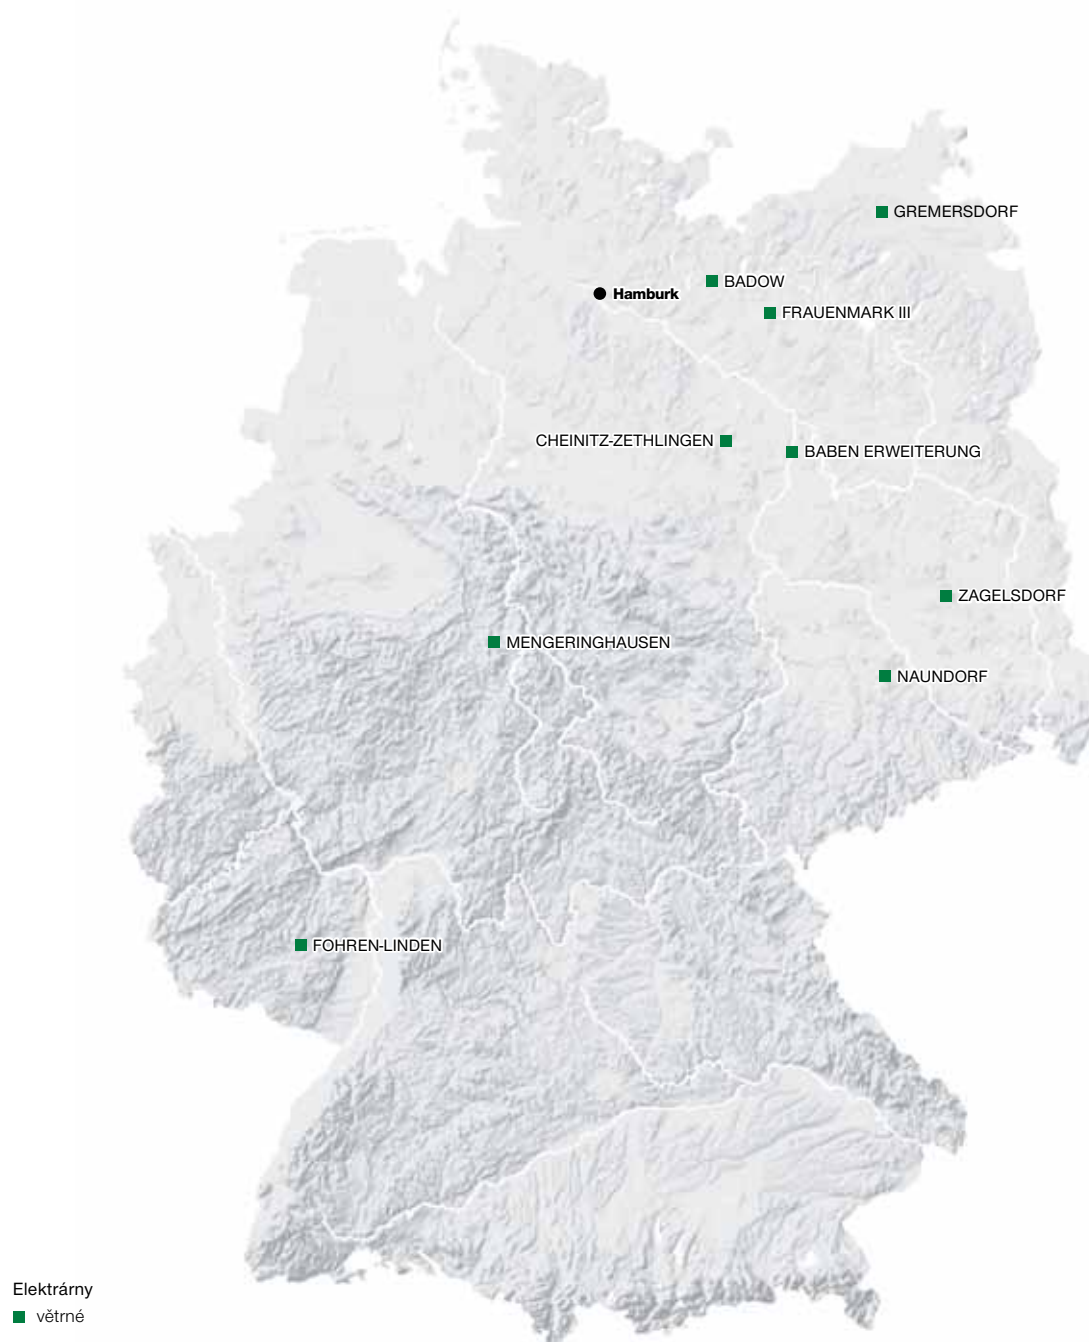 GREMERSDORF
BADOW
Hamburk
FRAUENMARK III
CHEINITZ-ZETHLINGEN
BABEN ERWEITERUNG
ZAGELSDORF
MENGERINGHAUSEN
NAUNDORF
FOHREN-LINDEN
Elektrárny
větrné